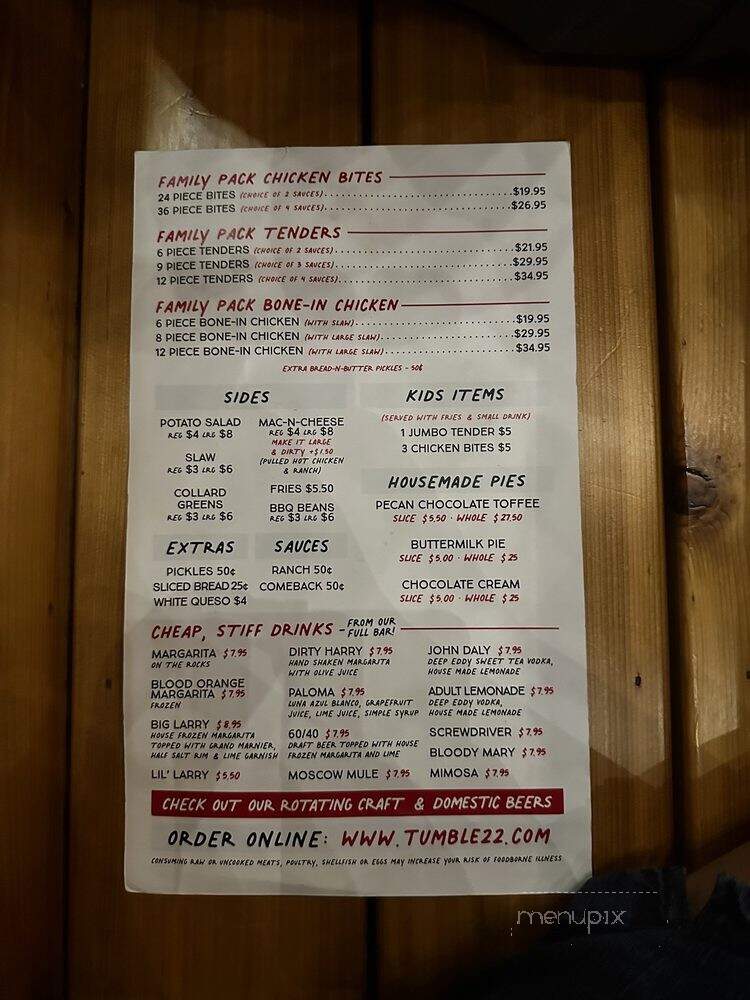 FAMILY PACK CHICKEN BITES
24 PIECE BITES (CHOICE OF 2 SAUCES)....................................$19.95
36 PIECE BITES (CHOICE OF 4 SAUCES)....................................$26.95
FAMILY PACK TENDERS
6 PIECE TENDERS (CHOICE OF 2 SAUCES)..................................$21.95
9 PIECE TENDERS (CHOICE OF 3 SAUCES)..................................$29.95
12 PIECE TENDERS (CHOICE OF 4 SAUCES).................................$34.95
FAMILY PACK BONE-IN CHICKEN
6 PIECE BONE-IN CHICKEN (WITH SLAW)...............................$19.95
8 PIECE BONE-IN CHICKEN (WITH LARGE SLAW).........................$29.95
12 PIECE BONE-IN CHICKEN (WITH LARGE SLAW)........................$34.95
EXTRA BREAD-N-BUTTER PICKLES - 50¢
SIDES
POTATO SALAD
REG $4 LRG $8
SLAW
REG $3 LRG $6
COLLARD
GREENS
REG $3 LRG $6
MAC-N-CHEESE
REG $4 LRG $8
MAKE IT LARGE
& DIRTY +$1.50
(PULLED HOT CHICKEN
& RANCH)
FRIES $5.50
BBQ BEANS
REG $3 LRG $6
EXTRAS
PICKLES 50¢
SLICED BREAD 25¢
WHITE QUESO $4
SAUCES
RANCH 50¢
COMEBACK 50¢
KIDS ITEMS
(SERVED WITH FRIES & SMALL DRINK)
1 JUMBO TENDER $5
3 CHICKEN BITES $5
HOUSEMADE PIES
PECAN CHOCOLATE TOFFEE
SLICE $5.50 · WHOLE $27.50
BUTTERMILK PIE
SLICE $5.00 · WHOLE $25
CHOCOLATE CREAM
SLICE $5.00 · WHOLE $25
CHEAP, STIFF DRINKS - FROM OUR
FULL BAR!
MARGARITA $7.95
ON THE ROCKS
BLOOD ORANGE
MARGARITA $7.95
FROZEN
BIG LARRY $8.95
HOUSE FROZEN MARGARITA
TOPPED WITH GRAND MARNIER,
HALF SALT RIM & LIME GARNISH
LIL' LARRY $5.50
DIRTY HARRY $7.95
HAND SHAKEN MARGARITA
WITH OLIVE JUICE
PALOMA $7.95
LUNA AZUL BLANCO, GRAPEFRUIT
JUICE, LIME JUICE, SIMPLE SYRUP
60/40 $7.95
DRAFT BEER TOPPED WITH HOUSE
FROZEN MARGARITA AND LIME
MOSCOW MULE $7.95
JOHN DALY $7.95
DEEP EDDY SWEET TEA VODKA,
HOUSE MADE LEMONADE
ADULT LEMONADE $7.95
DEEP EDDY VODKA,
HOUSE MADE LEMONADE
SCREWDRIVER $7.95
BLOODY MARY $7.95
MIMOSA $7.95
CHECK OUT OUR ROTATING CRAFT & DOMESTIC BEERS
ORDER ONLINE: WWW.TUMBLE22.COM
CONSUMING RAW OR UNCOOKED MEATS, POULTRY, SHELLFISH OR EGGS MAY INCREASE YOUR RISK OF FOODBORNE ILLNESS
menupix